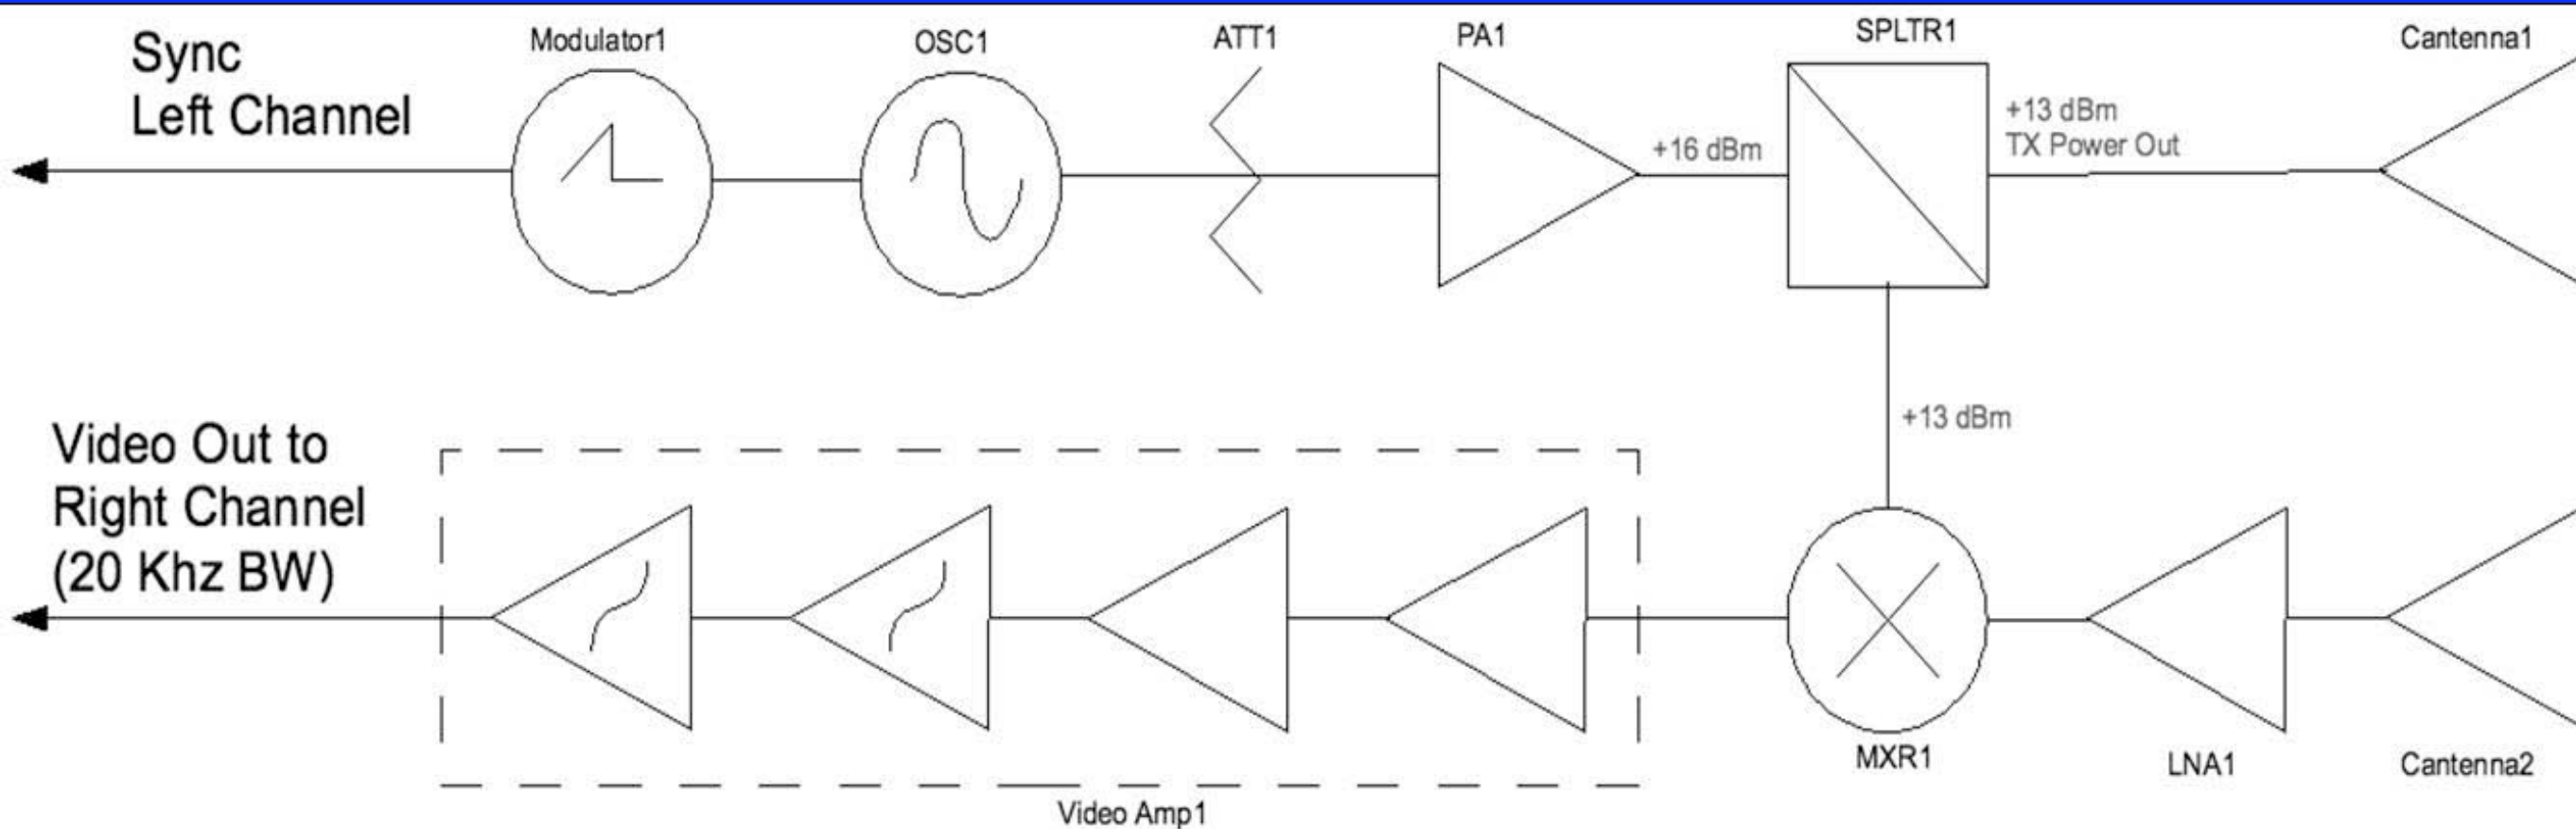 Sync
Left Channel
Modulator1
OSC1
ATT1
PA1
SPLTR1
Cantenna1
+16 dBm
+13 dBm
TX Power Out
+13 dBm
Video Out to
Right Channel
(20 Khz BW)
MXR1
LNA1
Cantenna2
Video Amp1